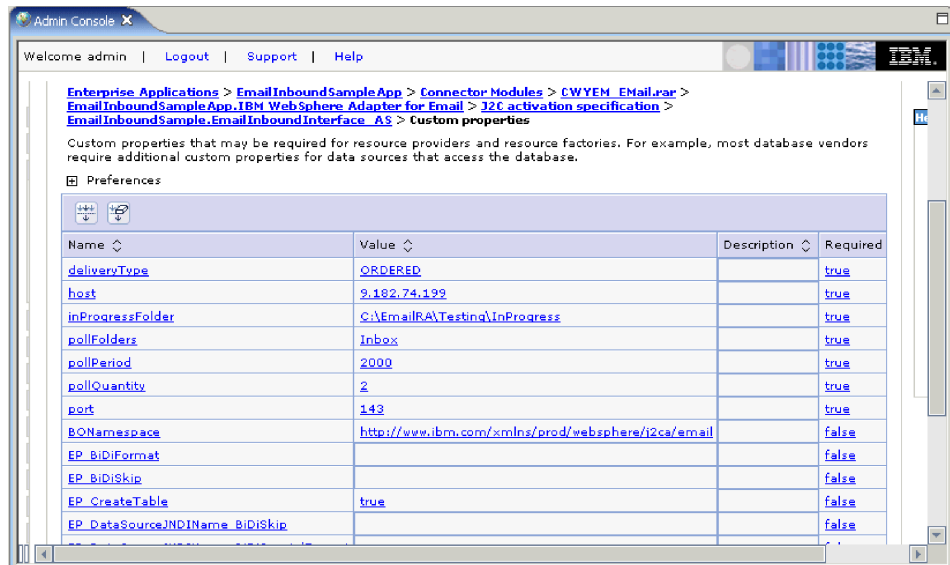 Admin Console
Welcome admin | Logout | Support | Help
IBM.
Enterprise Applications > EmailInboundSampleApp > Connector Modules > CWYEM_EMail.rar >
EmailInboundSampleApp.IBM WebSphere Adapter for Email > J2C activation specification >
EmailInboundSample.EmailInboundInterface_AS > Custom properties
He
Custom properties that may be required for resource providers and resource factories. For example, most database vendors
require additional custom properties for data sources that access the database.
Preferences
Name Value Description Required
deliveryType ORDERED true
host 9.182.74.199 true
inProgressFolder C:\EmailRA\Testing\InProgress true
pollFolders Inbox true
pollPeriod 2000 true
pollQuantity 2 true
port 143 true
BONamespace http://www.ibm.com/xmlns/prod/websphere/j2ca/email false
EP_BiDiFormat false
EP_BiDiSkip false
EP_CreateTable true false
EP_DataSourceJNDIName_BiDiSkip false